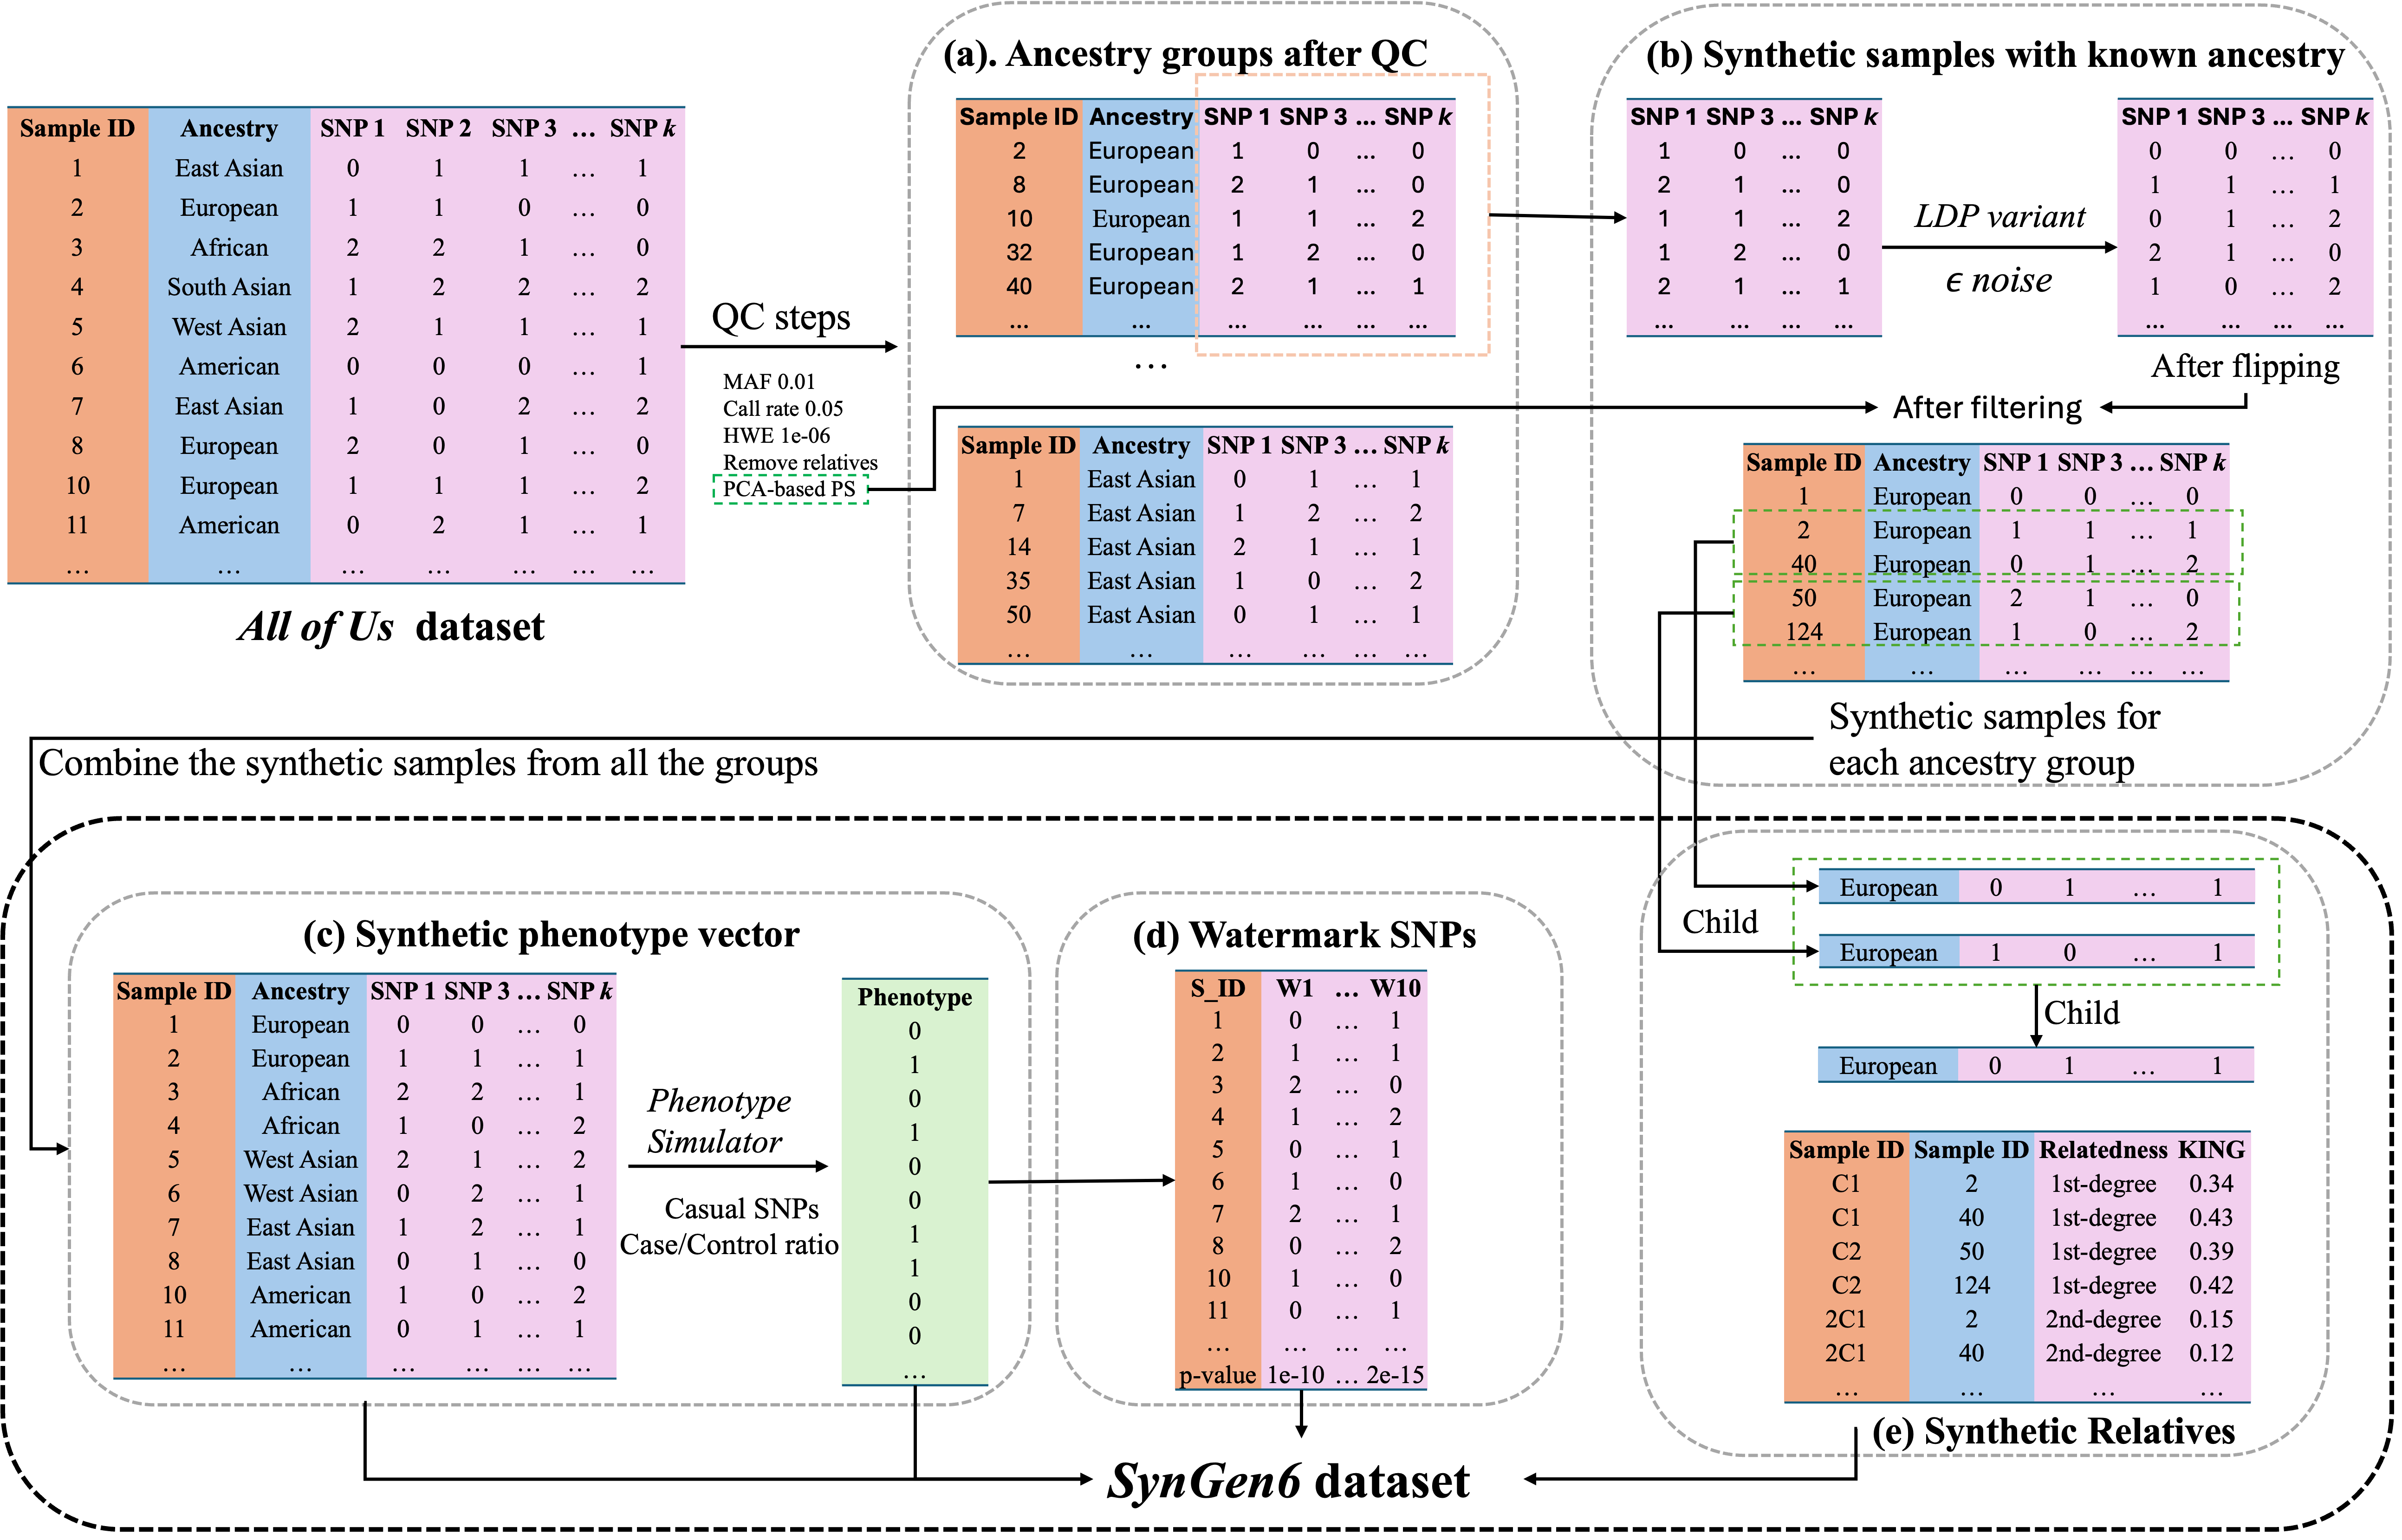 Sample ID Ancestry SNP 1 SNP 2 SNP 3 … SNP k
1 East Asian 0 1 1 … 1
2 European 1 1 0 … 0
3 African 2 2 1 … 0
4 South Asian 1 2 2 … 2
5 West Asian 2 1 1 … 1
6 American 0 0 0 … 1
7 East Asian 1 0 2 … 2
8 European 2 0 1 … 0
10 European 1 1 1 … 2
11 American 0 2 1 … 1
… … … … … … …
All of Us dataset
QC steps
MAF 0.01
Call rate 0.05
HWE 1e-06
Remove relatives
PCA-based PS
(a). Ancestry groups after QC
Sample ID Ancestry SNP 1 SNP 3 … SNP k
2 European 1 0 … 0
8 European 2 1 … 0
10 European 1 1 … 2
32 European 1 2 … 0
40 European 2 1 … 1
… … … … … …
…
Sample ID Ancestry SNP 1 SNP 3 … SNP k
1 East Asian 0 1 … 1
7 East Asian 1 2 … 2
14 East Asian 2 1 … 1
35 East Asian 1 0 … 2
50 East Asian 0 1 … 1
… … … … … …
(b) Synthetic samples with known ancestry
SNP 1 SNP 3 … SNP k
1 0 … 0
2 1 … 0
1 1 … 2
1 2 … 0
2 1 … 1
… … … …
LDP variant
ϵ noise
SNP 1 SNP 3 … SNP k
0 0 … 0
1 1 … 1
0 1 … 2
2 1 … 0
1 0 … 2
… … … …
After flipping
After filtering
Sample ID Ancestry SNP 1 SNP 3 … SNP k
1 European 0 0 … 0
2 European 1 1 … 1
40 European 0 1 … 2
50 European 2 1 … 0
124 European 1 0 … 2
… … … … … …
Synthetic samples for
each ancestry group
Combine the synthetic samples from all the groups
(c) Synthetic phenotype vector
Sample ID Ancestry SNP 1 SNP 3 … SNP k
1 European 0 0 … 0
2 European 1 1 … 1
3 African 2 2 … 1
4 African 1 0 … 2
5 West Asian 2 1 … 2
6 West Asian 0 2 … 1
7 East Asian 1 2 … 1
8 East Asian 0 1 … 0
10 American 1 0 … 2
11 American 0 1 … 1
… … … … … …
Phenotype
Simulator
Casual SNPs
Case/Control ratio
Phenotype
0
1
0
1
0
0
1
1
0
0
…
(d) Watermark SNPs
S_ID W1 … W10
1 0 … 1
2 1 … 1
3 2 … 0
4 1 … 2
5 0 … 1
6 1 … 0
7 2 … 1
8 0 … 2
10 1 … 0
11 0 … 1
… … … …
p-value 1e-10 … 2e-15
European 0 1 … 1
Child
European 1 0 … 1
Child
European 0 1 … 1
Sample ID Sample ID Relatedness KING
C1 2 1st-degree 0.34
C1 40 1st-degree 0.43
C2 50 1st-degree 0.39
C2 124 1st-degree 0.42
2C1 2 2nd-degree 0.15
2C1 40 2nd-degree 0.12
… … … …
(e) Synthetic Relatives
SynGen6 dataset